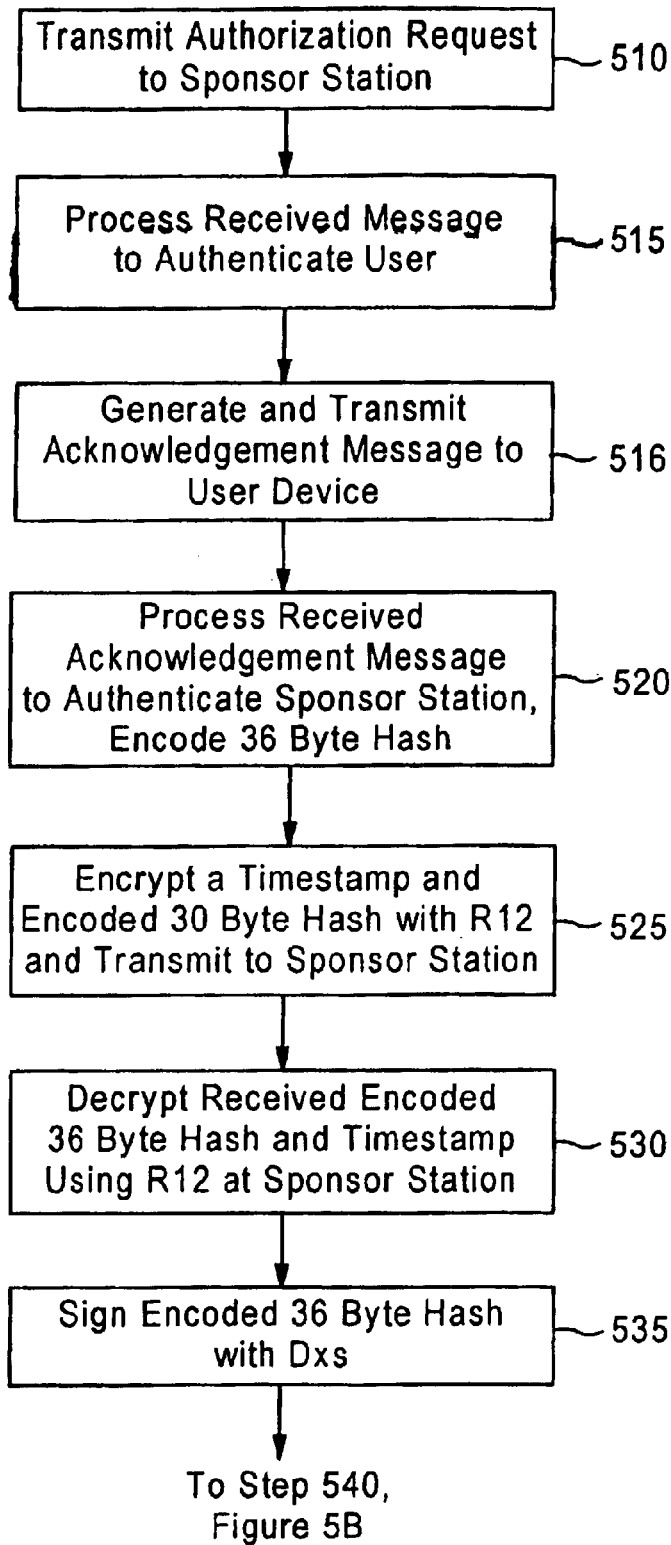 Transmit Authorization Request
to Sponsor Station
510
Process Received Message
to Authenticate User
515
Generate and Transmit
Acknowledgement Message to
User Device
516
Process Received
Acknowledgement Message
to Authenticate Sponsor Station,
Encode 36 Byte Hash
520
Encrypt a Timestamp and
Encoded 30 Byte Hash with R12
and Transmit to Sponsor Station
525
Decrypt Received Encoded
36 Byte Hash and Timestamp
Using R12 at Sponsor Station
530
Sign Encoded 36 Byte Hash
with Dxs
535
To Step 540,
Figure 5B